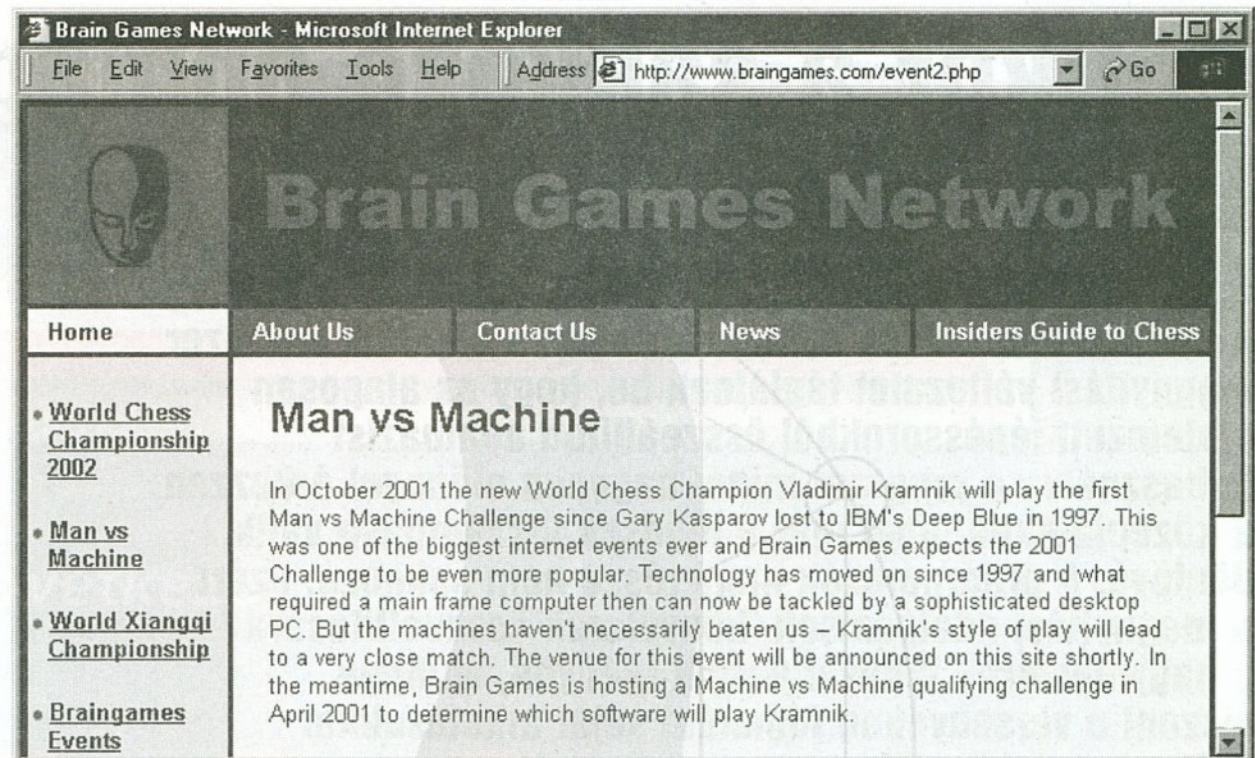 Brain Games Network - Microsoft Internet Explorer
File Edit View Favorites Tools Help Address http://www.braingames.com/event2.php Go
Brain Games Network
Home About Us Contact Us News Insiders Guide to Chess
World Chess
Championship
2002
Man vs
Machine
World Xiangqi
Championship
Braingames
Events
Man vs Machine
In October 2001 the new World Chess Champion Vladimir Kramnik will play the first
Man vs Machine Challenge since Gary Kasparov lost to IBM's Deep Blue in 1997. This
was one of the biggest internet events ever and Brain Games expects the 2001
Challenge to be even more popular. Technology has moved on since 1997 and what
required a main frame computer then can now be tackled by a sophisticated desktop
PC. But the machines haven't necessarily beaten us – Kramnik's style of play will lead
to a very close match. The venue for this event will be announced on this site shortly. In
the meantime, Brain Games is hosting a Machine vs Machine qualifying challenge in
April 2001 to determine which software will play Kramnik.